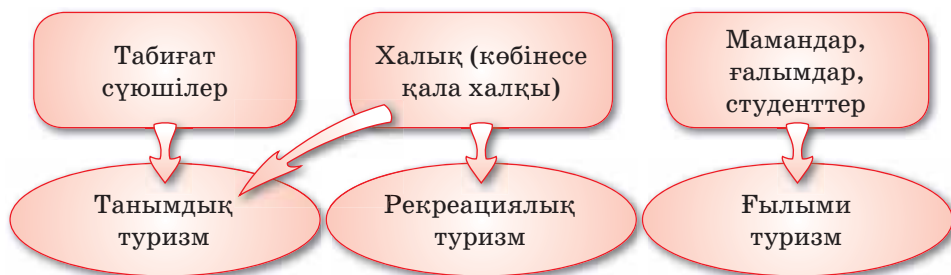 Табиғат
сүюшілер
Халық (көбінесе
қала халқы)
Мамандар,
ғалымдар,
студенттер
Танымдық
туризм
Рекреациялық
туризм
Ғылыми
туризм